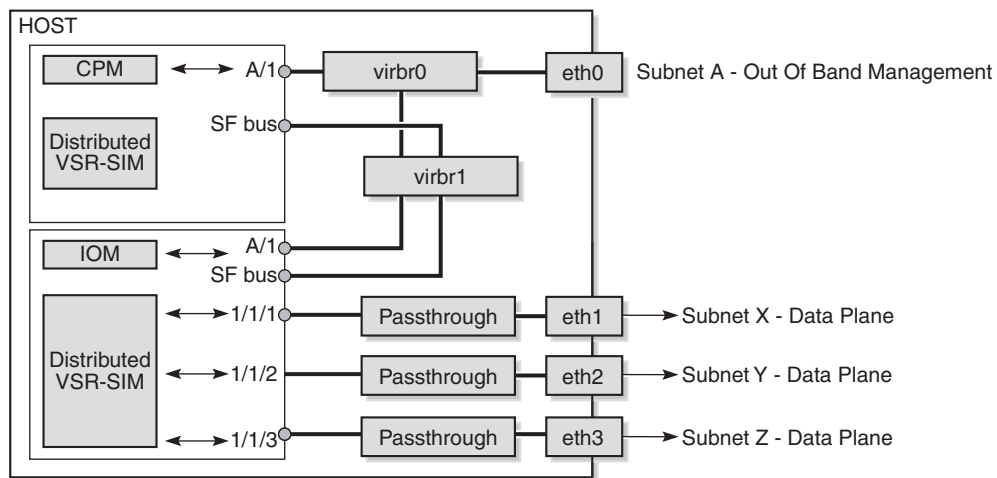 HOST
CPM
A/1
virbr0
eth0
Subnet A - Out Of Band Management
SF bus
Distributed
VSR-SIM
virbr1
IOM
A/1
SF bus
Distributed
VSR-SIM
1/1/1
Passthrough
eth1
Subnet X - Data Plane
1/1/2
Passthrough
eth2
Subnet Y - Data Plane
1/1/3
Passthrough
eth3
Subnet Z - Data Plane